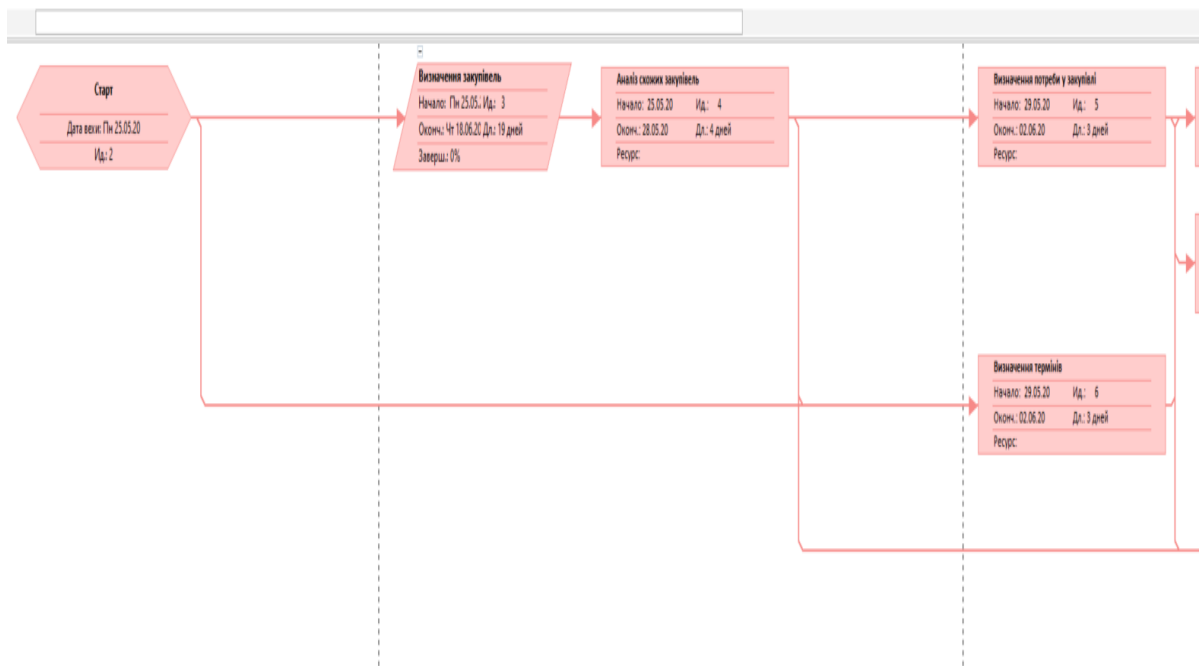 Старт
Дата вехи: Пн 25.05.20
Ид.: 2
Визначення закупівель
Начало: Пн 25.05. Ид.: 3
Оконч.: Чт 18.06.20 Дл.: 19 дней
Заверш.: 0%
Аналіз схожих закупівель
Начало: 25.05.20 Ид.: 4
Оконч.: 28.05.20 Дл.: 4 дней
Ресурс:
Визначення потреби у закупівлі
Начало: 29.05.20 Ид.: 5
Оконч.: 02.06.20 Дл.: 3 дней
Ресурс:
Визначення термінів
Начало: 29.05.20 Ид.: 6
Оконч.: 02.06.20 Дл.: 3 дней
Ресурс: